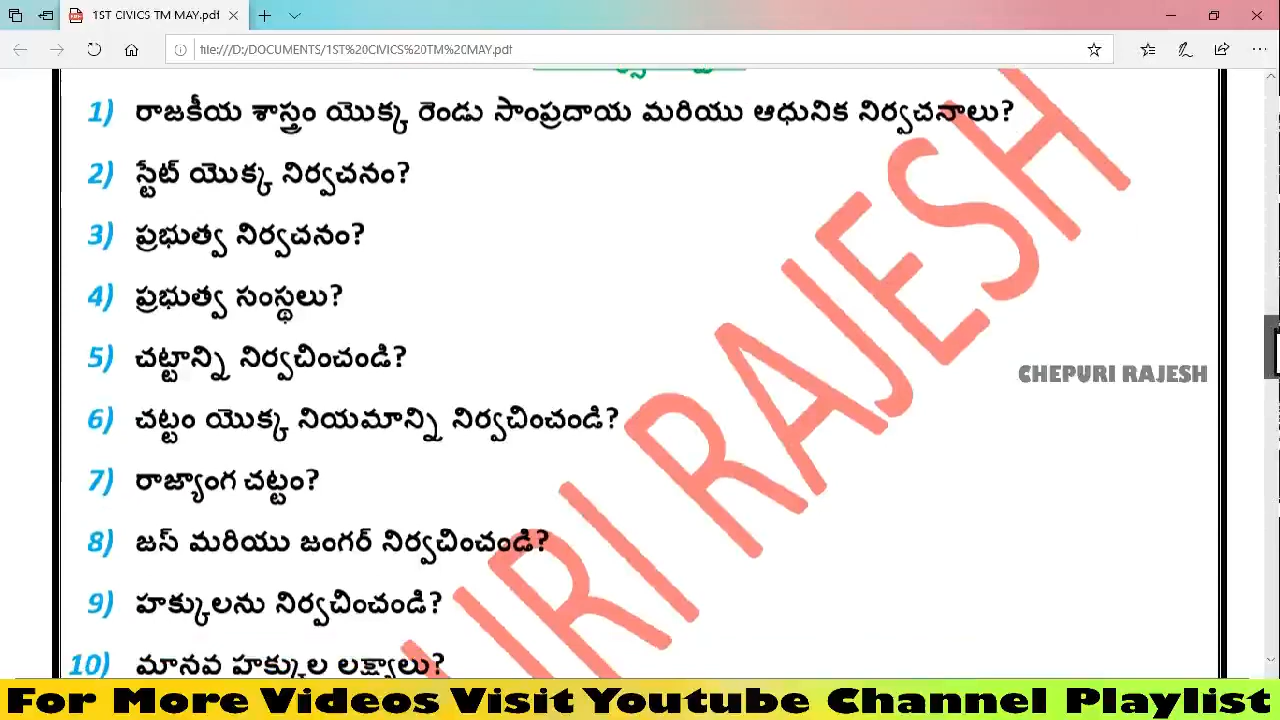 1ST CIVICS TM MAY.pdf
file:///D:/DOCUMENTS/1ST%20CIVICS%20TM%20MAY.pdf
1) రాజకీయ శాస్త్రం యొక్క రెండు సాంప్రదాయ మరియు ఆధునిక నిర్వచనాలు?
2) స్టేట్ యొక్క నిర్వచనం?
3) ప్రభుత్వ నిర్వచనం?
4) ప్రభుత్వ సంస్థలు?
5) చట్టాన్ని నిర్వచించండి?
CHEPURI RAJESH
6) చట్టం యొక్క నియమాన్ని నిర్వచించండి?
7) రాజ్యాంగ చట్టం?
8) జస్ మరియు జంగర్ నిర్వచించండి?
9) హక్కులను నిర్వచించండి?
10) మానవ హక్కుల లక్ష్యాలు?
URI RAJESH
For More Videos Visit Youtube Channel Playlist